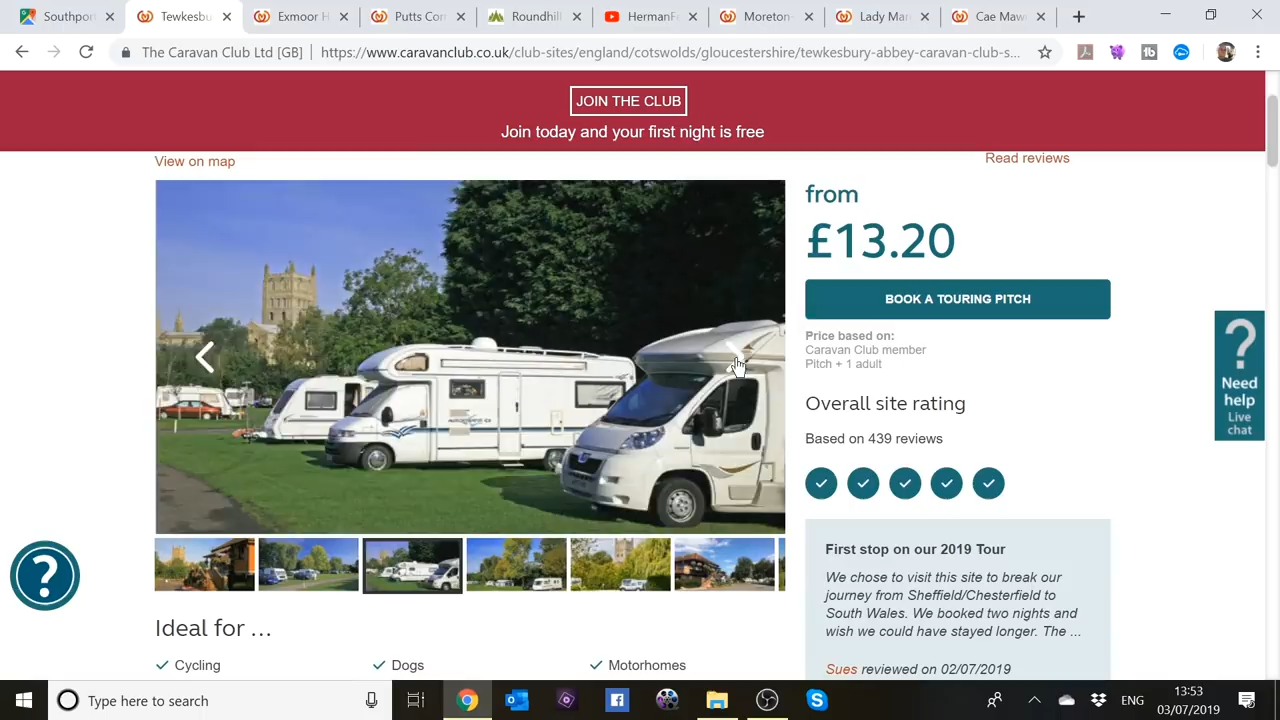 Southpor
Tewkesbu
Exmoor H
Putts Cor
Roundhil
HermanFo
Moreton-
Lady Mar
Cae Maw
The Caravan Club Ltd [GB]
https://www.caravanclub.co.uk/club-sites/england/cotswolds/gloucestershire/tewkesbury-abbey-caravan-club-s...
JOIN THE CLUB
Join today and your first night is free
View on map
Read reviews
from
£13.20
BOOK A TOURING PITCH
Price based on:
Caravan Club member
Pitch + 1 adult
Overall site rating
Based on 439 reviews
?
Need
help
Live
chat
First stop on our 2019 Tour
We chose to visit this site to break our
journey from Sheffield/Chesterfield to
South Wales. We booked two nights and
wish we could have stayed longer. The ...
Sues reviewed on 02/07/2019
?
Ideal for ...
Cycling
Dogs
Motorhomes
Type here to search
ENG
13:53
03/07/2019